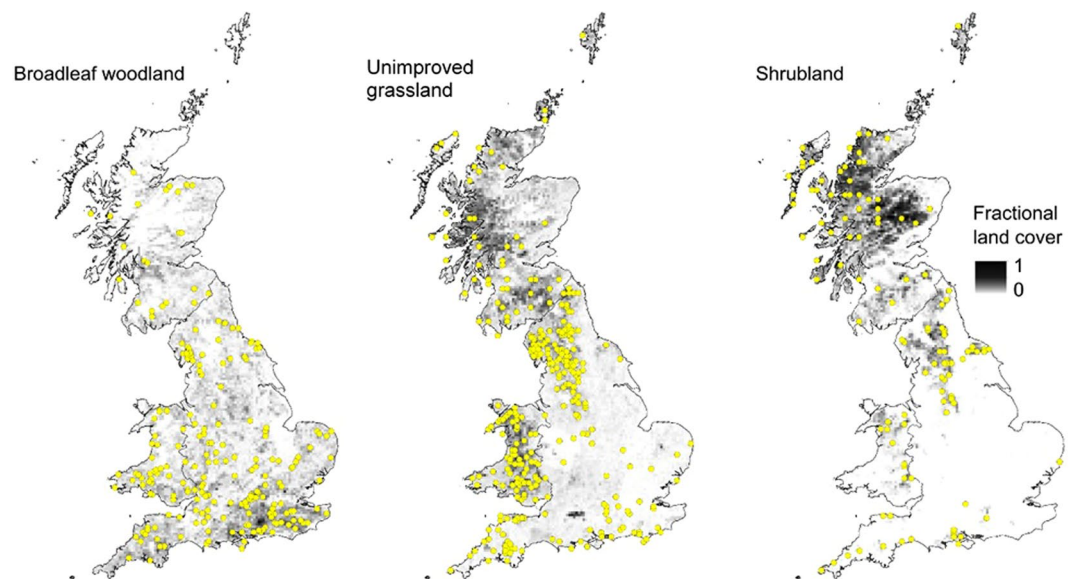 Broadleaf woodland
Unimproved
grassland
Shrubland
Fractional
land cover
1
0